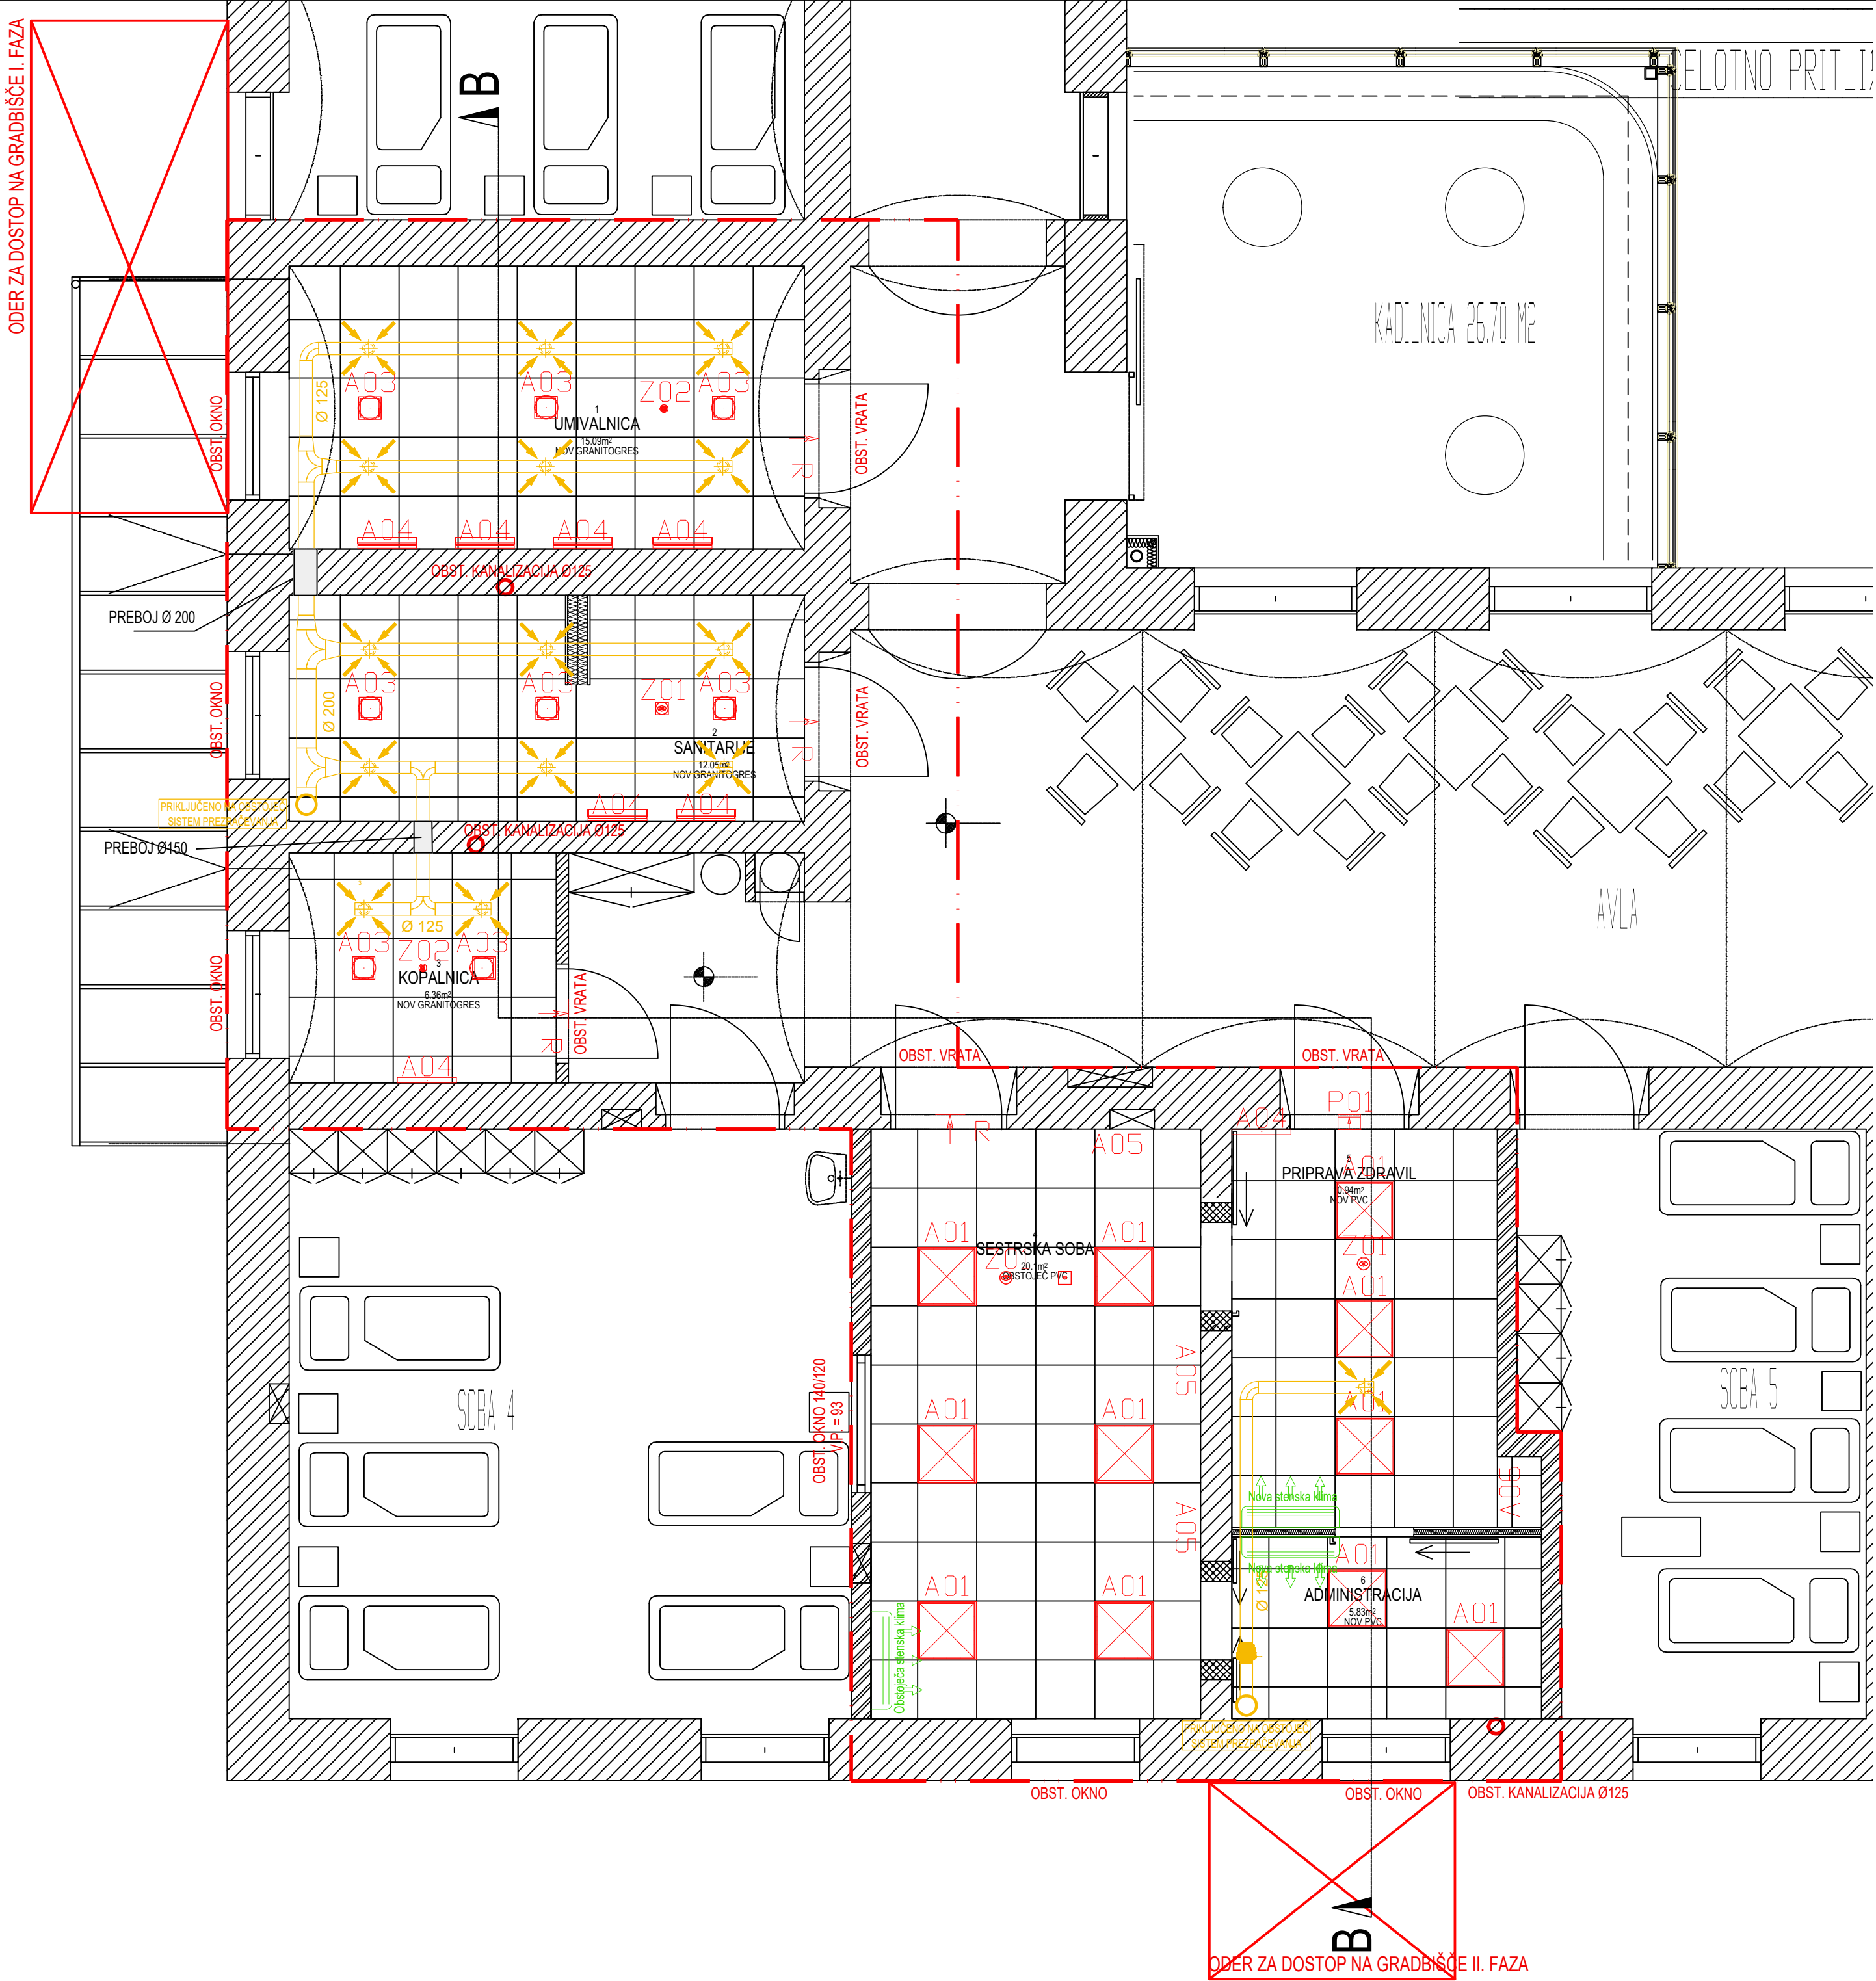 ODER ZA DOSTOP NA GRADBIŠČE I. FAZA
B
CELOTNO PRITLI
KADILNICA 26.70 M2
OBST. OKNO
Ø 125
A03
A03
Z02
A03
1
UMIVALNICA
15.09m²
NOV GRANITOGRES
R
OBST. VRATA
A04
A04
A04
A04
OBST. KANALIZACIJA Ø125
PREBOJ Ø 200
OBST. OKNO
Ø 200
A03
A03
Z01
A03
2
SANITARIJE
12.05m²
NOV GRANITOGRES
R
OBST. VRATA
A04
A04
PRIKLJUČENO NA OBSTOJEČ
SISTEM PREZRAČEVANJA
OBST. KANALIZACIJA Ø125
PREBOJ Ø150
AVLA
OBST. OKNO
Ø 125
A03
Z02
A03
3
KOPALNICA
6.36m²
NOV GRANITOGRES
R
OBST. VRATA
A04
OBST. VRATA
OBST. VRATA
R
A05
A04
P01
5
A01
PRIPRAVA ZDRAVIL
10.94m²
NOV PVC
A01
A01
4
SESTRSKA SOBA
Z01
20.1m²
OBSTOJEČ PVC
Z01
A01
SOBA 4
OBST. OKNO 140/120
V.P. = 93
A01
A01
A05
A01
SOBA 5
A05
A06
Nova stenska klima
Nova stenska klima
A01
A01
A01
Ø 125
6
ADMINISTRACIJA
5.83m²
NOV PVC
A01
Obstoječa stenska klima
PRIKLJUČENO NA OBSTOJEČ
SISTEM PREZRAČEVANJA
OBST. OKNO
OBST. OKNO
OBST. KANALIZACIJA Ø125
B
ODER ZA DOSTOP NA GRADBIŠČE II. FAZA